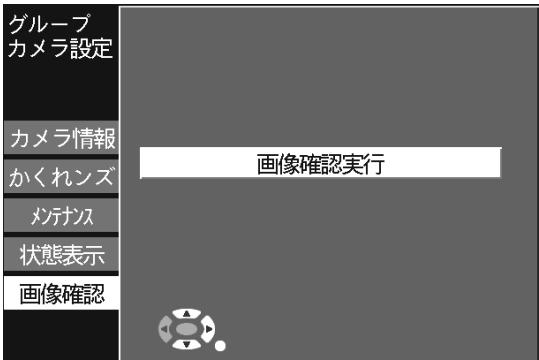 グループ
カメラ設定
カメラ情報
かくれンズ
メンテナンス
状態表示
画像確認
画像確認実行